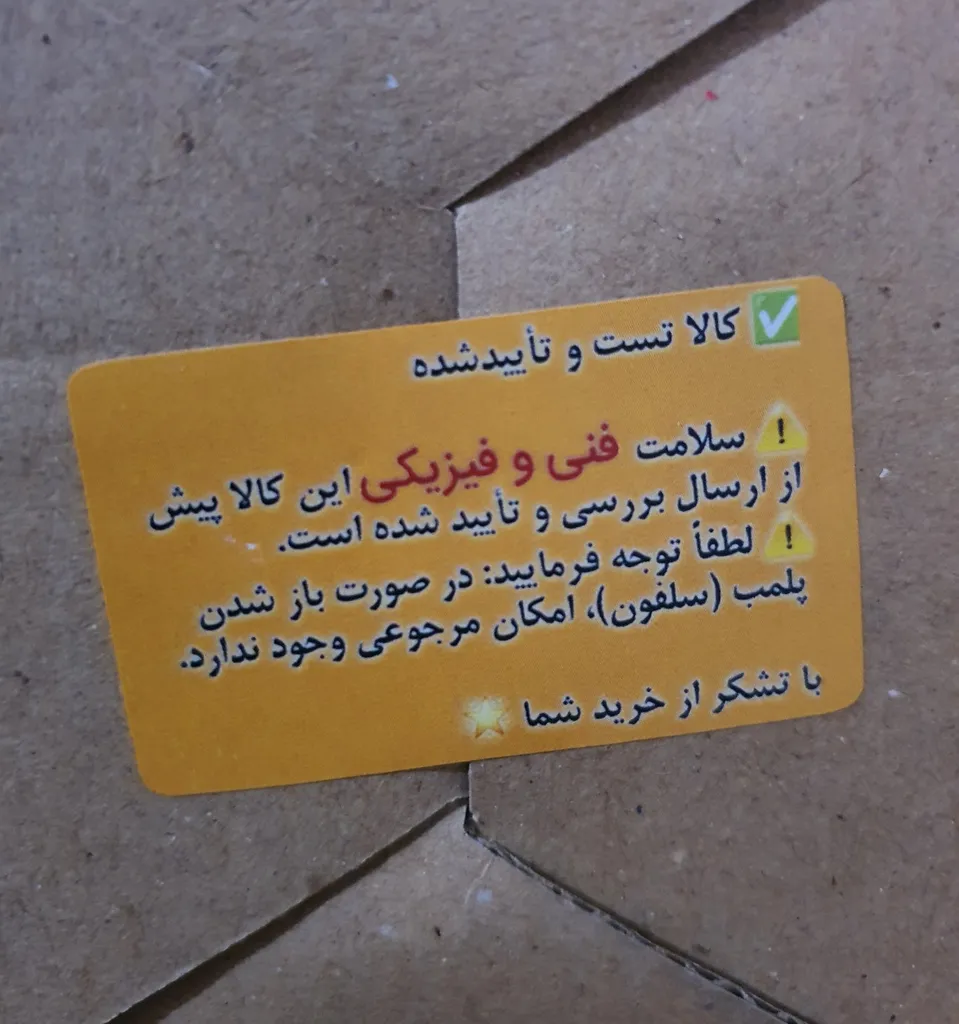 ✅ کالا تست و تأییدشده
⚠️ سلامت فنی و فیزیکی این کالا پیش
از ارسال بررسی و تأیید شده است.
⚠️ لطفاً توجه فرمایید: در صورت باز شدن
پلمب (سلفون)، امکان مرجوعی وجود ندارد.
با تشکر از خرید شما 🌟